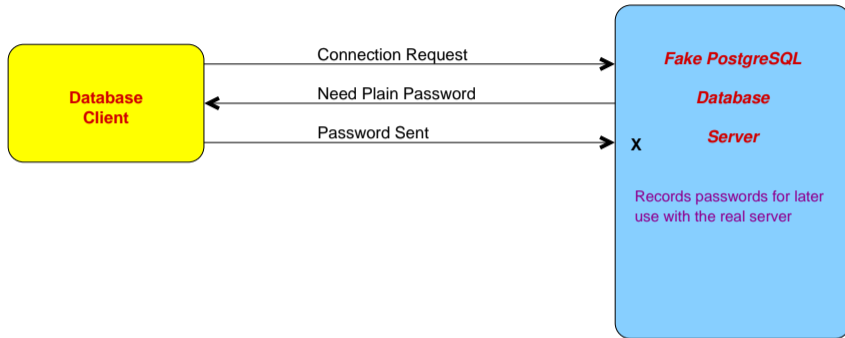 Connection Request
Need Plain Password
Password Sent
Database
Client
Fake PostgreSQL
Database
Server
X
Records passwords for later
use with the real server